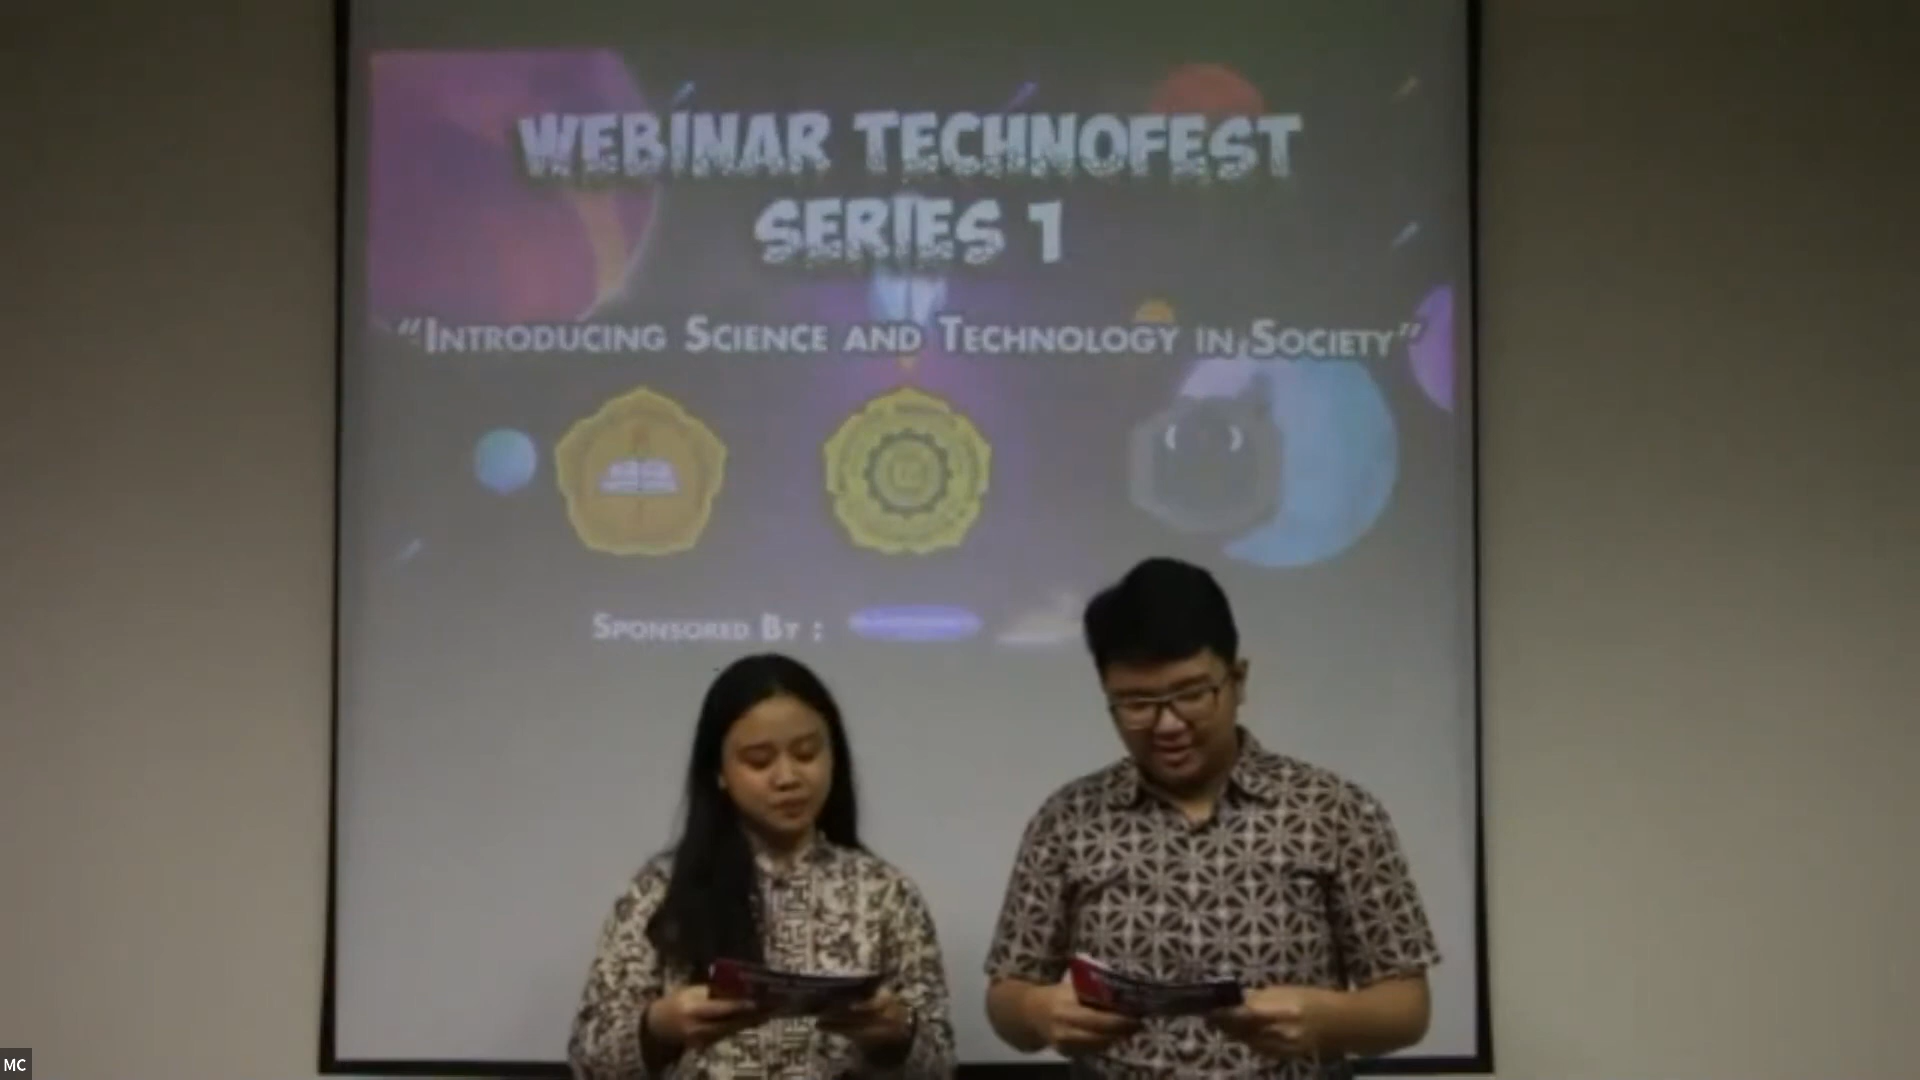 WEBINAR TECHNOFEST
SERIES 1
"INTRODUCING SCIENCE AND TECHNOLOGY IN SOCIETY"
SPONSORED BY :
MC